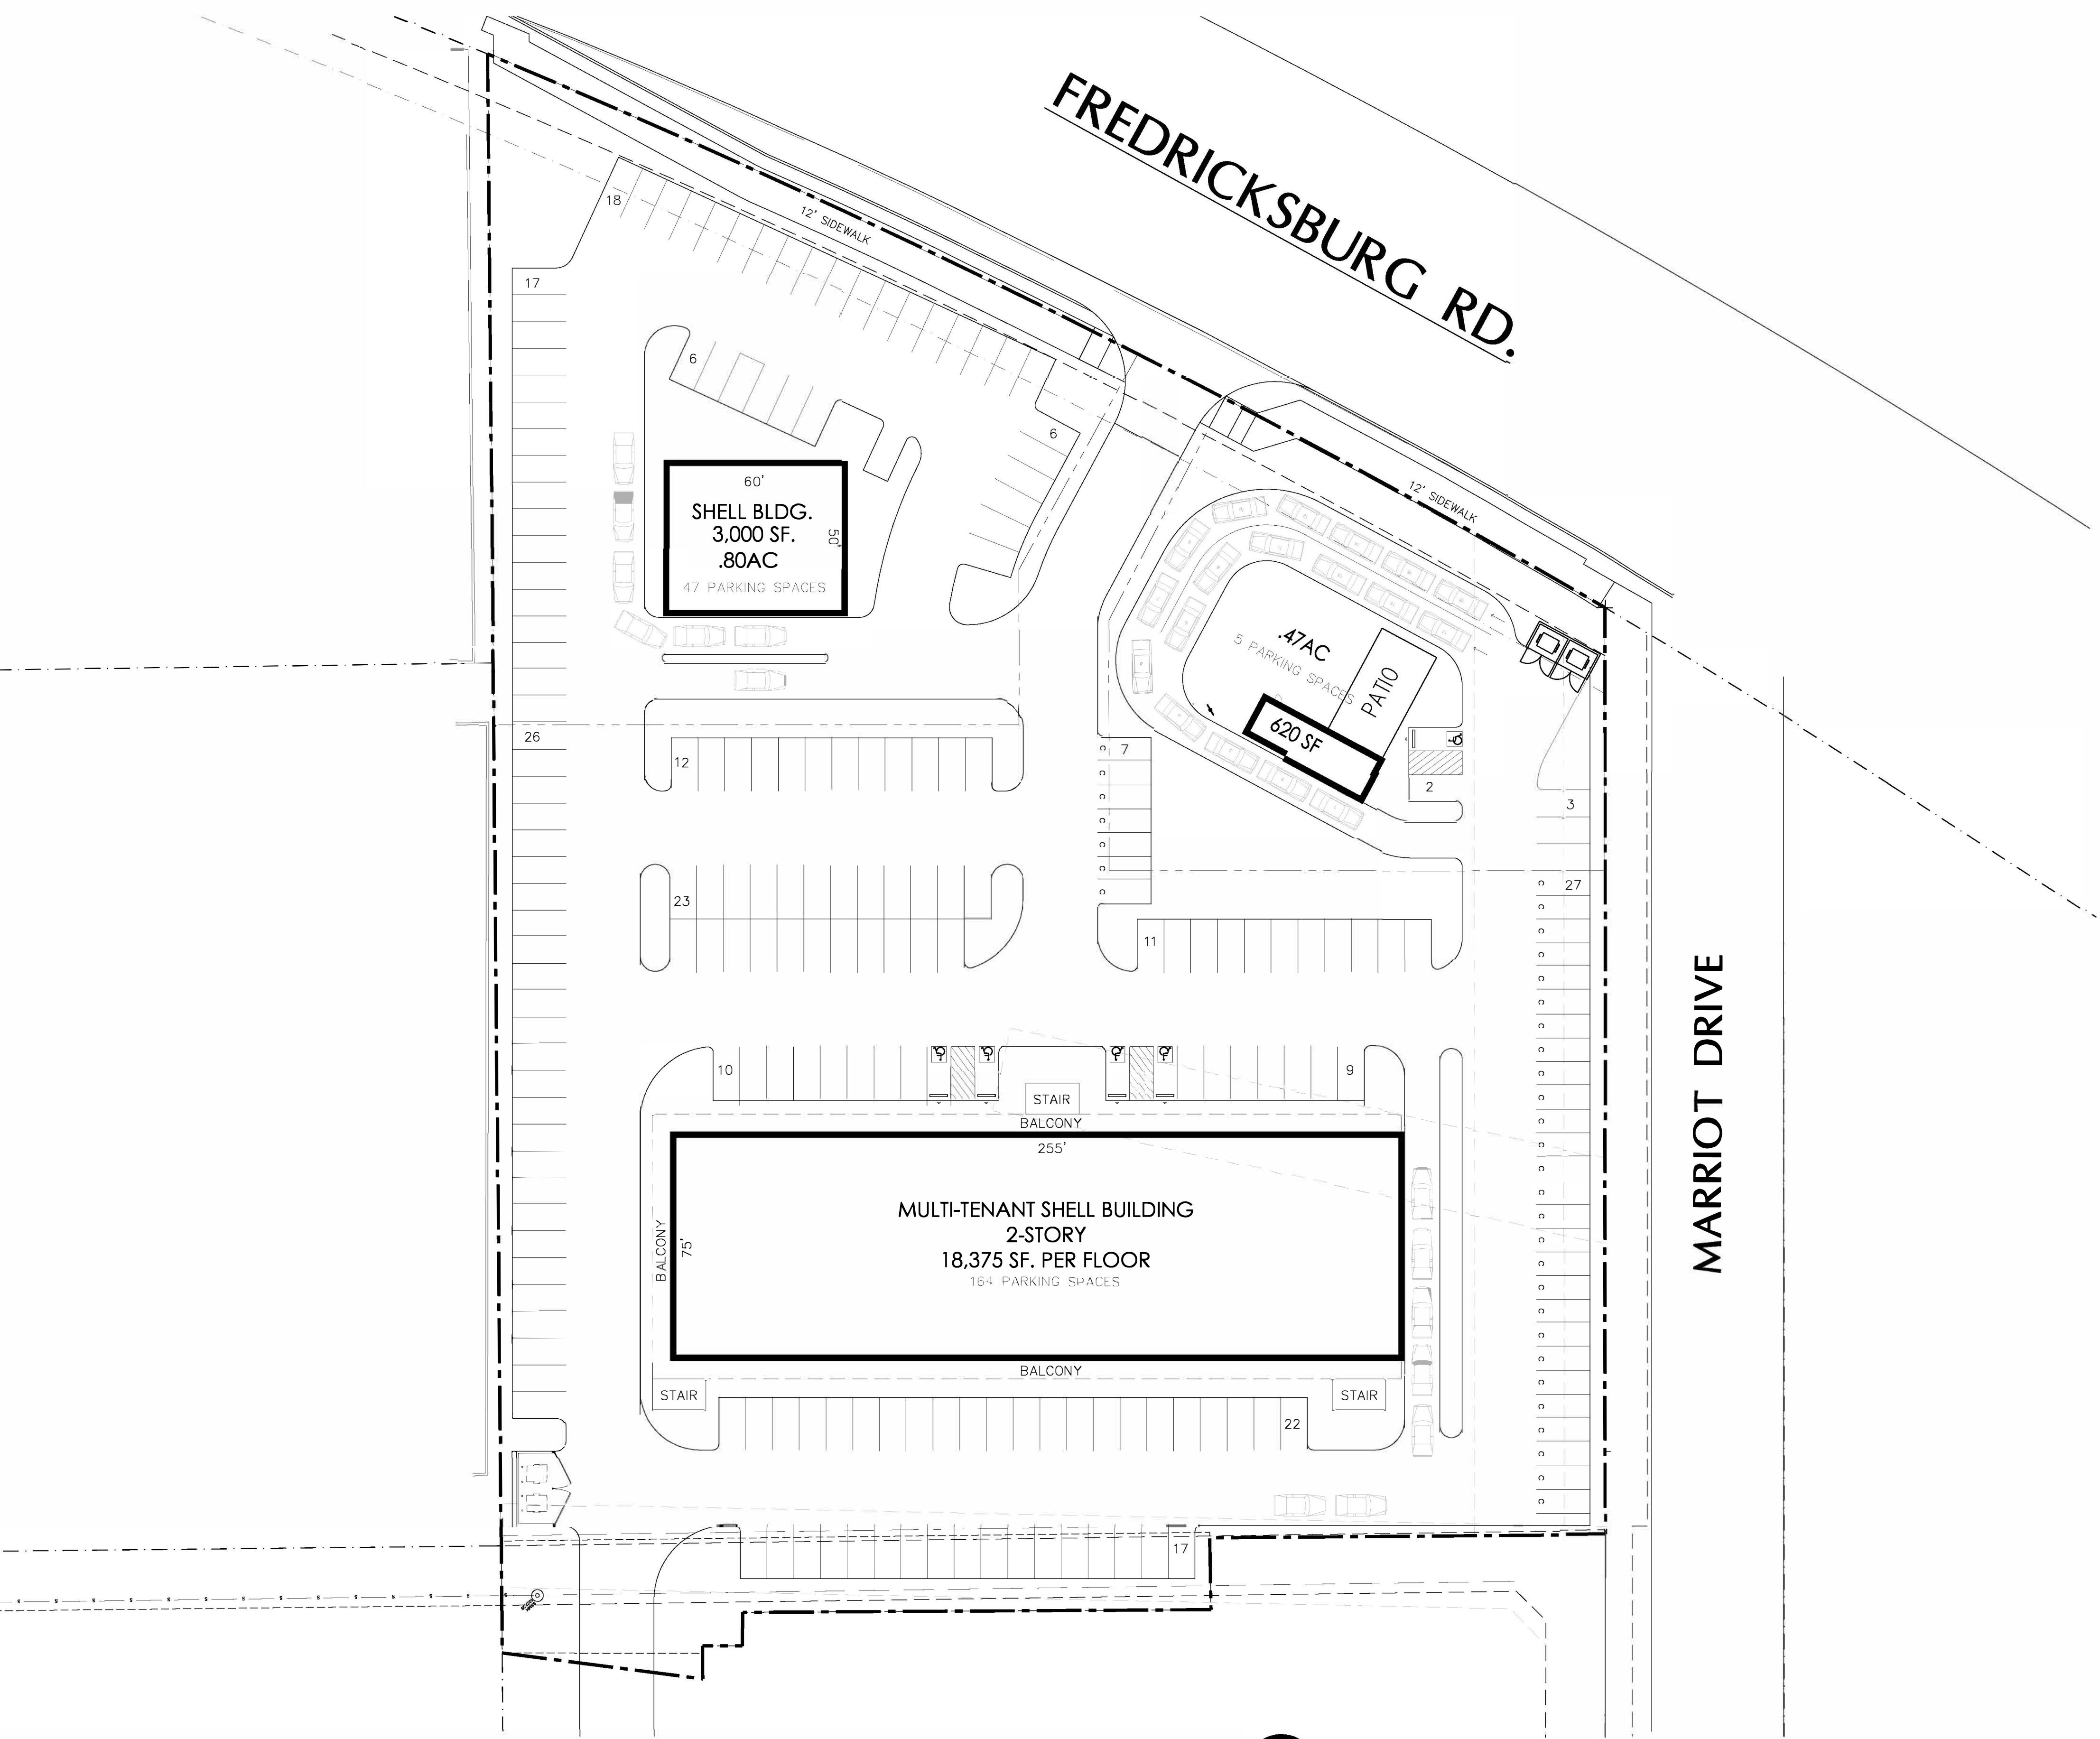 FREDRICKSBURG RD.
12' SIDEWALK
18
17
6
6
60'
SHELL BLDG.
3,000 SF.
50'
.80AC
47 PARKING SPACES
12' SIDEWALK
.47AC
5 PARKING SPACES
PATIO
620 SF
26
12
7
2
3
23
27
11
10
9
STAIR
BALCONY
255'
MULTI-TENANT SHELL BUILDING
2-STORY
18,375 SF. PER FLOOR
164 PARKING SPACES
BALCONY
75'
BALCONY
STAIR
STAIR
22
17
MARRIOT DRIVE